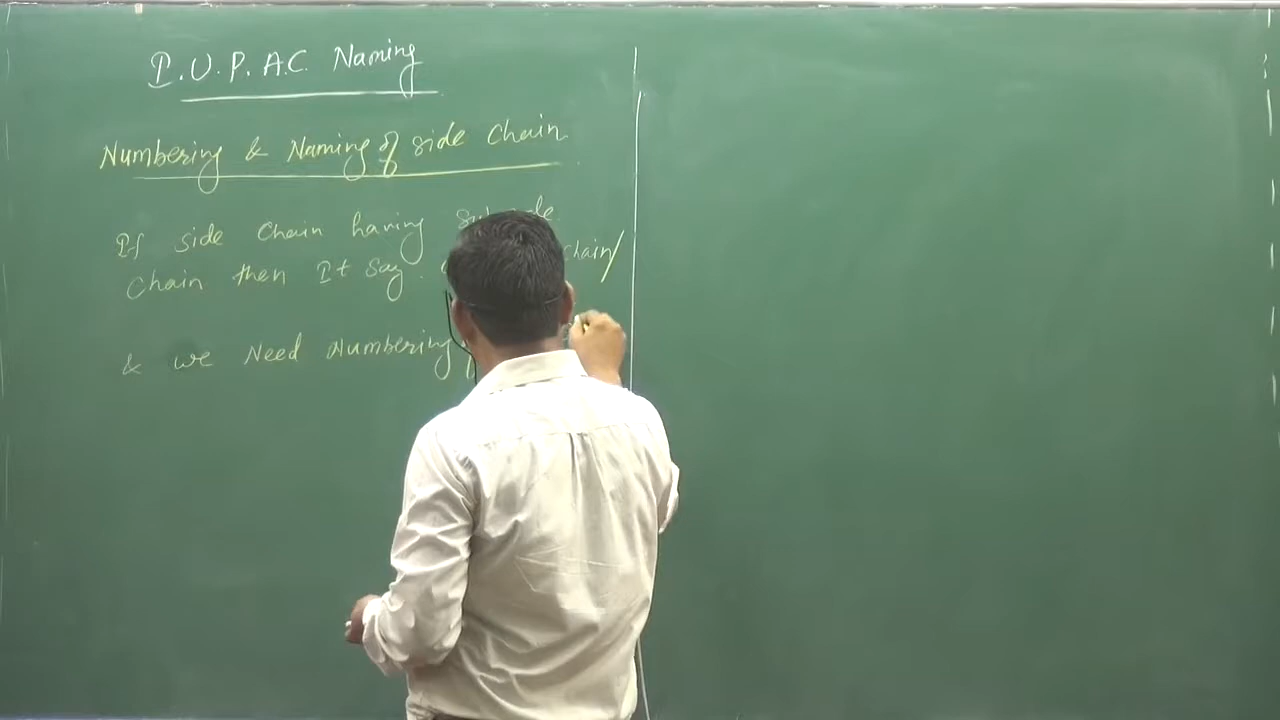 I.U.P.A.C. Naming
Numbering & Naming of side chain
If side chain having
chain then It say chain/
& we Need Numbering